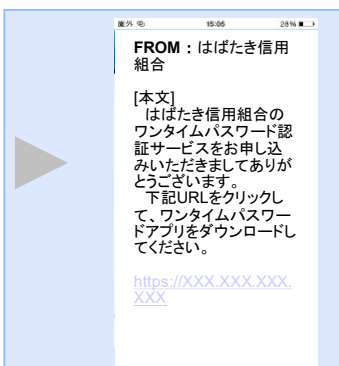 圏外
15:05
28%
FROM:はばたき信用
組合
[本文]
はばたき信用組合の
ワンタイムパスワード認
証サービスをお申し込
みいただきましてありが
とうございます。
下記URLをクリックし
て、ワンタイムパスワー
ドアプリをダウンロードし
てください。
https://XXX.XXX.XXX.
XXX